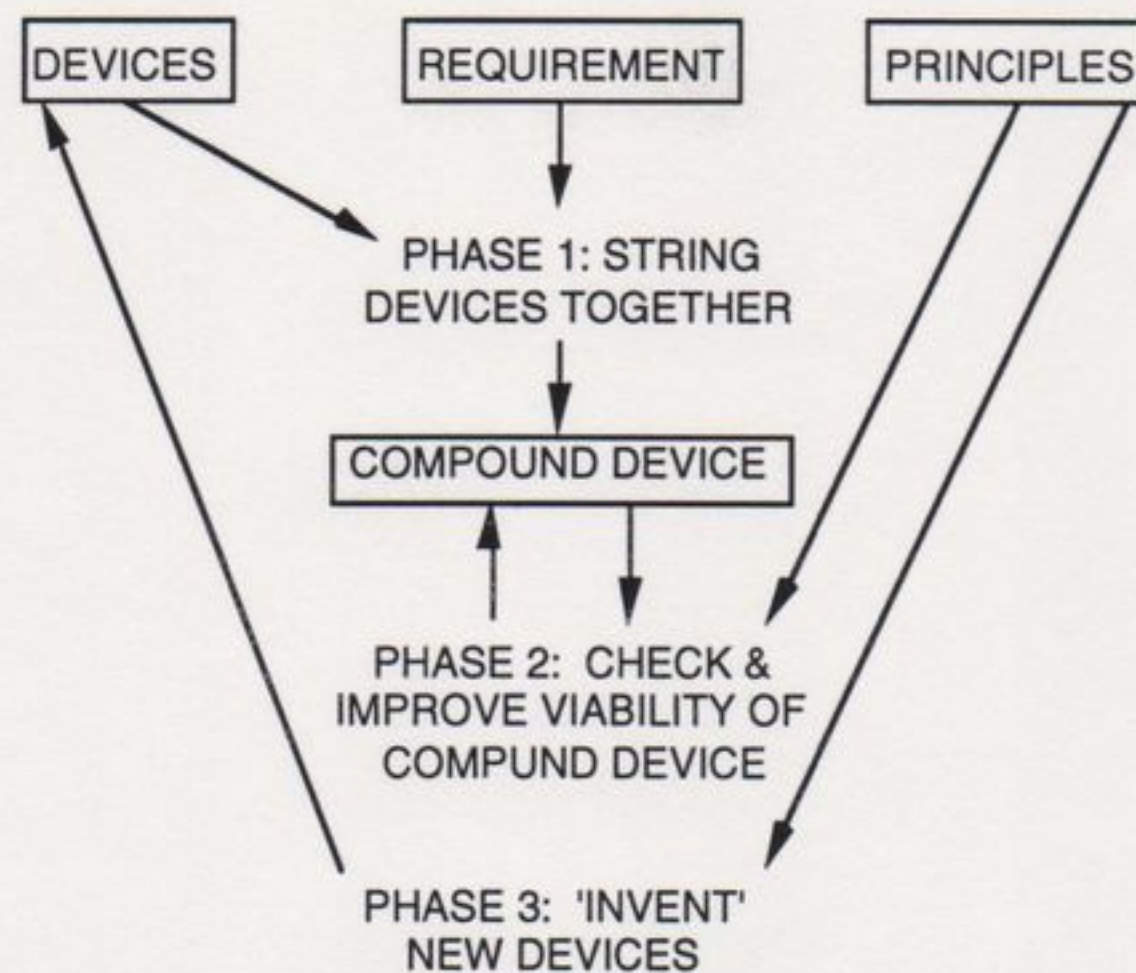 DEVICES
REQUIREMENT
PRINCIPLES
PHASE 1: STRING
DEVICES TOGETHER
COMPOUND DEVICE
PHASE 2: CHECK &
IMPROVE VIABILITY OF
COMPUND DEVICE
PHASE 3: 'INVENT'
NEW DEVICES